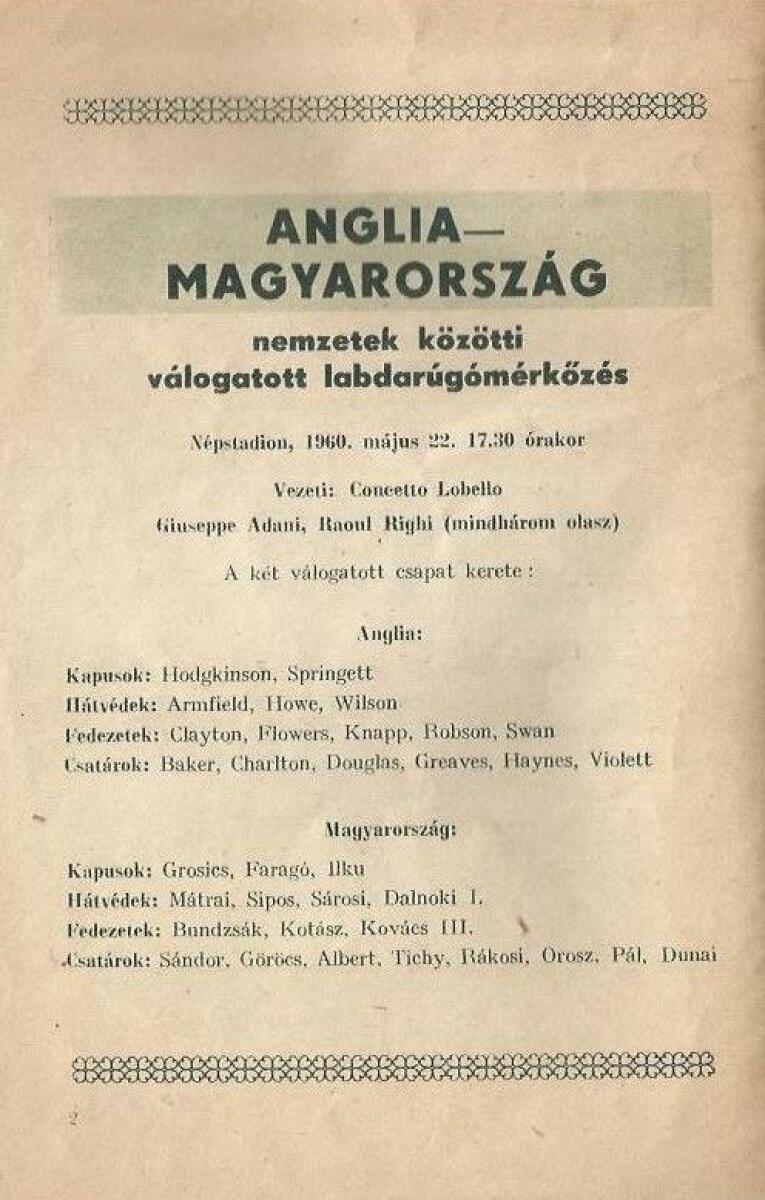 ANGLIA—
MAGYARORSZÁG
nemzetek közötti
válogatott labdarúgómérkőzés
Népstadion, 1960. május 22. 17.30 órakor
Vezeti: Concetto Lobello
Giuseppe Adani, Raoul Righi (mindhárom olasz)
A két válogatott csapat kerete :
Anglia:
Kapusok: Hodgkinson, Springett
Hátvédek: Armfield, Howe, Wilson
Fedezetek: Clayton, Flowers, Knapp, Robson, Swan
Csatárok: Baker, Charlton, Douglas, Greaves, Haynes, Violett
Magyarország:
Kapusok: Grosics, Faragó, Ilku
Hátvédek: Mátrai, Sipos, Sárosi, Dalnoki I.
Fedezetek: Bundzsák, Kotász, Kovács III.
Csatárok: Sándor, Göröcs, Albert, Tichy, Rákosi, Orosz, Pál, Dunai
2